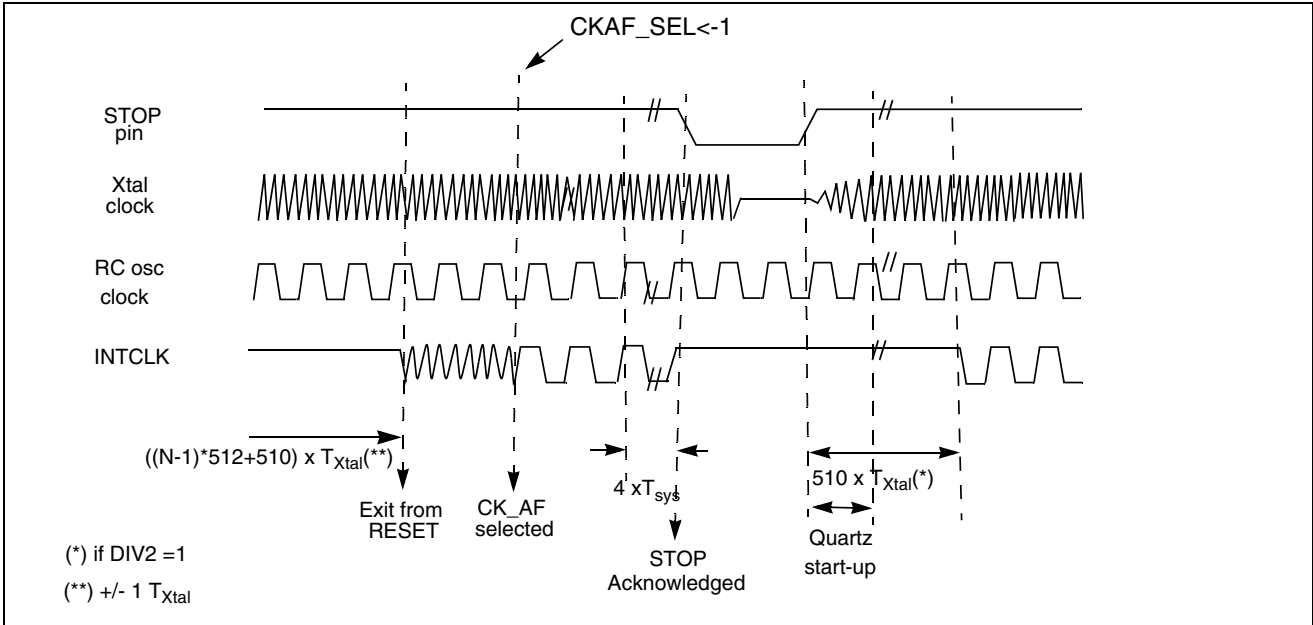 CKAF_SEL<-1
STOP
pin
Xtal
clock
RC osc
clock
INTCLK
((N-1)*512+510) x TXtal(**)
4 xTsys
510 x TXtal(*)
Exit from
RESET
CK_AF
selected
STOP
Acknowledged
Quartz
start-up
(*) if DIV2 =1
(**) +/- 1 TXtal